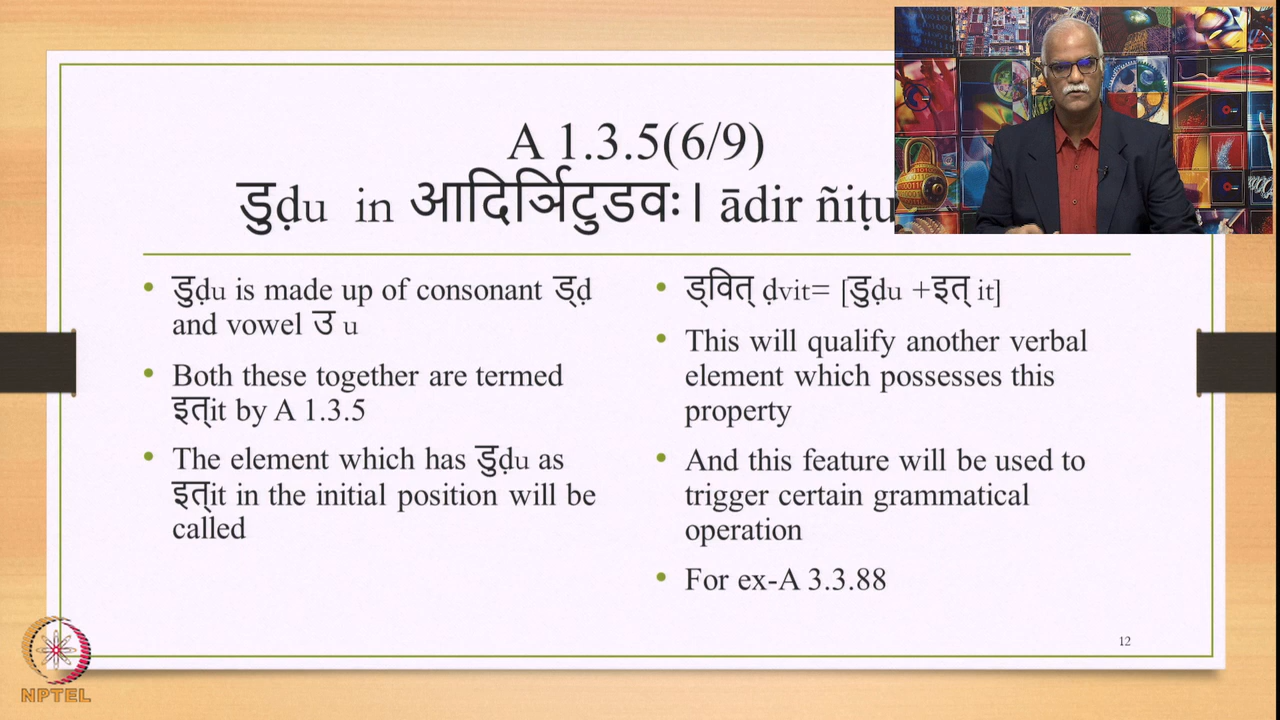 A 1.3.5(6/9)
डुḍu in आदिर्ञिटुडवः। ādir ñiṭu
• डुḍu is made up of consonant ड्ḍ
and vowel उ u
• Both these together are termed
इत्it by A 1.3.5
• The element which has डुḍu as
इत्it in the initial position will be
called
• ड्वित् ḍvit= [डुḍu +इत् it]
• This will qualify another verbal
element which possesses this
property
• And this feature will be used to
trigger certain grammatical
operation
• For ex-A 3.3.88
12
NPTEL